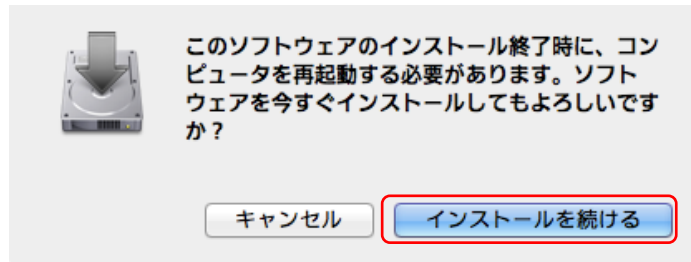 このソフトウェアのインストール終了時に、コン
ピュータを再起動する必要があります。ソフト
ウェアを今すぐインストールしてもよろしいです
か？
キャンセル
インストールを続ける